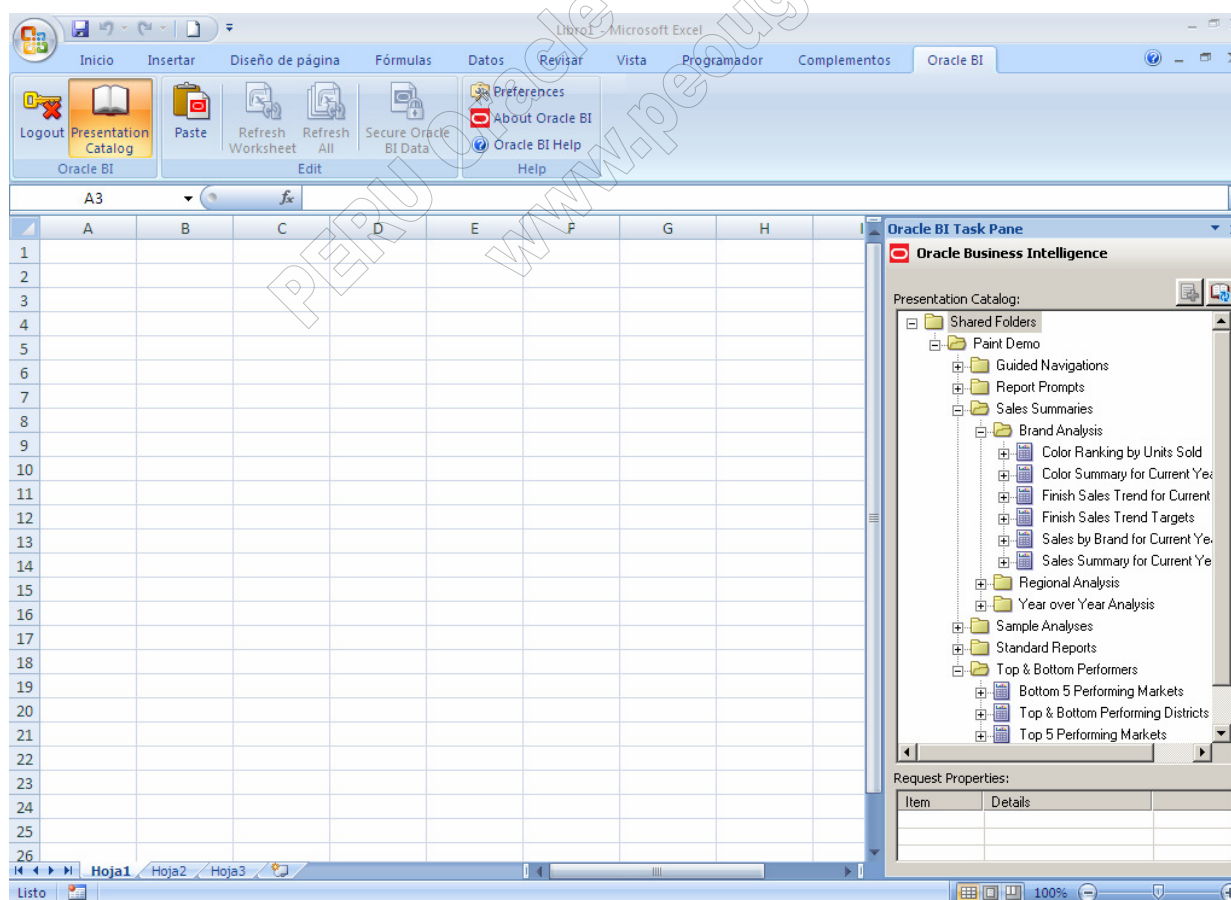 Libro1 - Microsoft Excel
Inicio Insertar Diseño de página Fórmulas Datos Revisar Vista Programador Complementos Oracle BI
Logout
Presentation Catalog
Oracle BI
Paste
Refresh Worksheet
Refresh All
Secure Oracle BI Data
Edit
Preferences
About Oracle BI
Oracle BI Help
Help
PERU Oracle
www.peoug
A3
fx
A B C D E F G H I
1
2
3
4
5
6
7
8
9
10
11
12
13
14
15
16
17
18
19
20
21
22
23
24
25
26
Oracle BI Task Pane
Oracle Business Intelligence
Presentation Catalog:
Shared Folders
Paint Demo
Guided Navigations
Report Prompts
Sales Summaries
Brand Analysis
Color Ranking by Units Sold
Color Summary for Current Yea
Finish Sales Trend for Current
Finish Sales Trend Targets
Sales by Brand for Current Ye
Sales Summary for Current Ye
Regional Analysis
Year over Year Analysis
Sample Analyses
Standard Reports
Top & Bottom Performers
Bottom 5 Performing Markets
Top & Bottom Performing Districts
Top 5 Performing Markets
Request Properties:
Item Details
Hoja1 Hoja2 Hoja3
Listo
100%